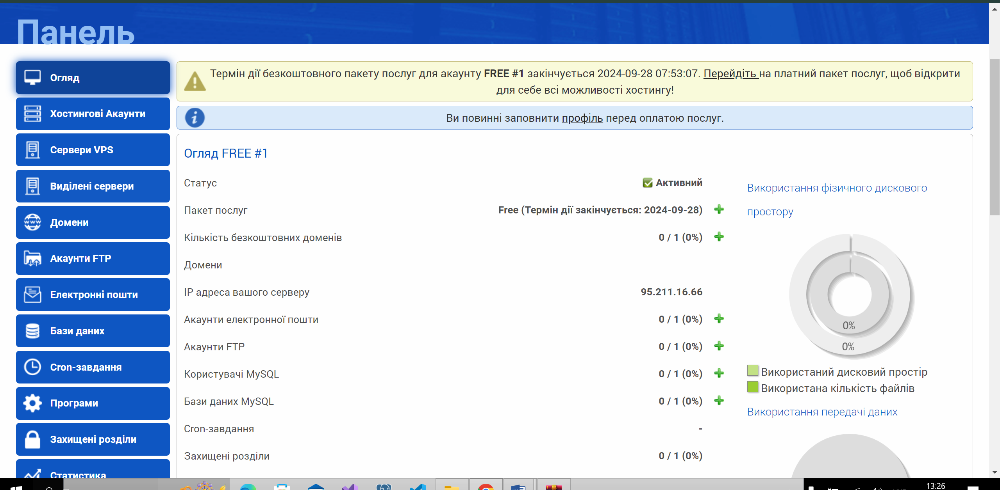 Панель
Огляд
Хостингові Акаунти
Сервери VPS
Виділені сервери
Домени
Акаунти FTP
Електронні пошти
Бази даних
Cron-завдання
Програми
Захищені розділи
Статистика
Термін дії безкоштовного пакету послуг для акаунту FREE #1 закінчується 2024-09-28 07:53:07. Перейдіть на платний пакет послуг, щоб відкрити
для себе всі можливості хостингу!
Ви повинні заповнити профіль перед оплатою послуг.
Огляд FREE #1
Статус Активний
Пакет послуг Free (Термін дії закінчується: 2024-09-28)
Кількість безкоштовних доменів 0 / 1 (0%)
Домени
IP адреса вашого серверу 95.211.16.66
Акаунти електронної пошти 0 / 1 (0%)
Акаунти FTP 0 / 1 (0%)
Користувачі MySQL 0 / 1 (0%)
Бази даних MySQL 0 / 1 (0%)
Cron-завдання -
Захищені розділи 0 / 1 (0%)
Використання фізичного дискового
простору
0%
0%
Використаний дисковий простір
Використана кількість файлів
Використання передачі даних
13:26